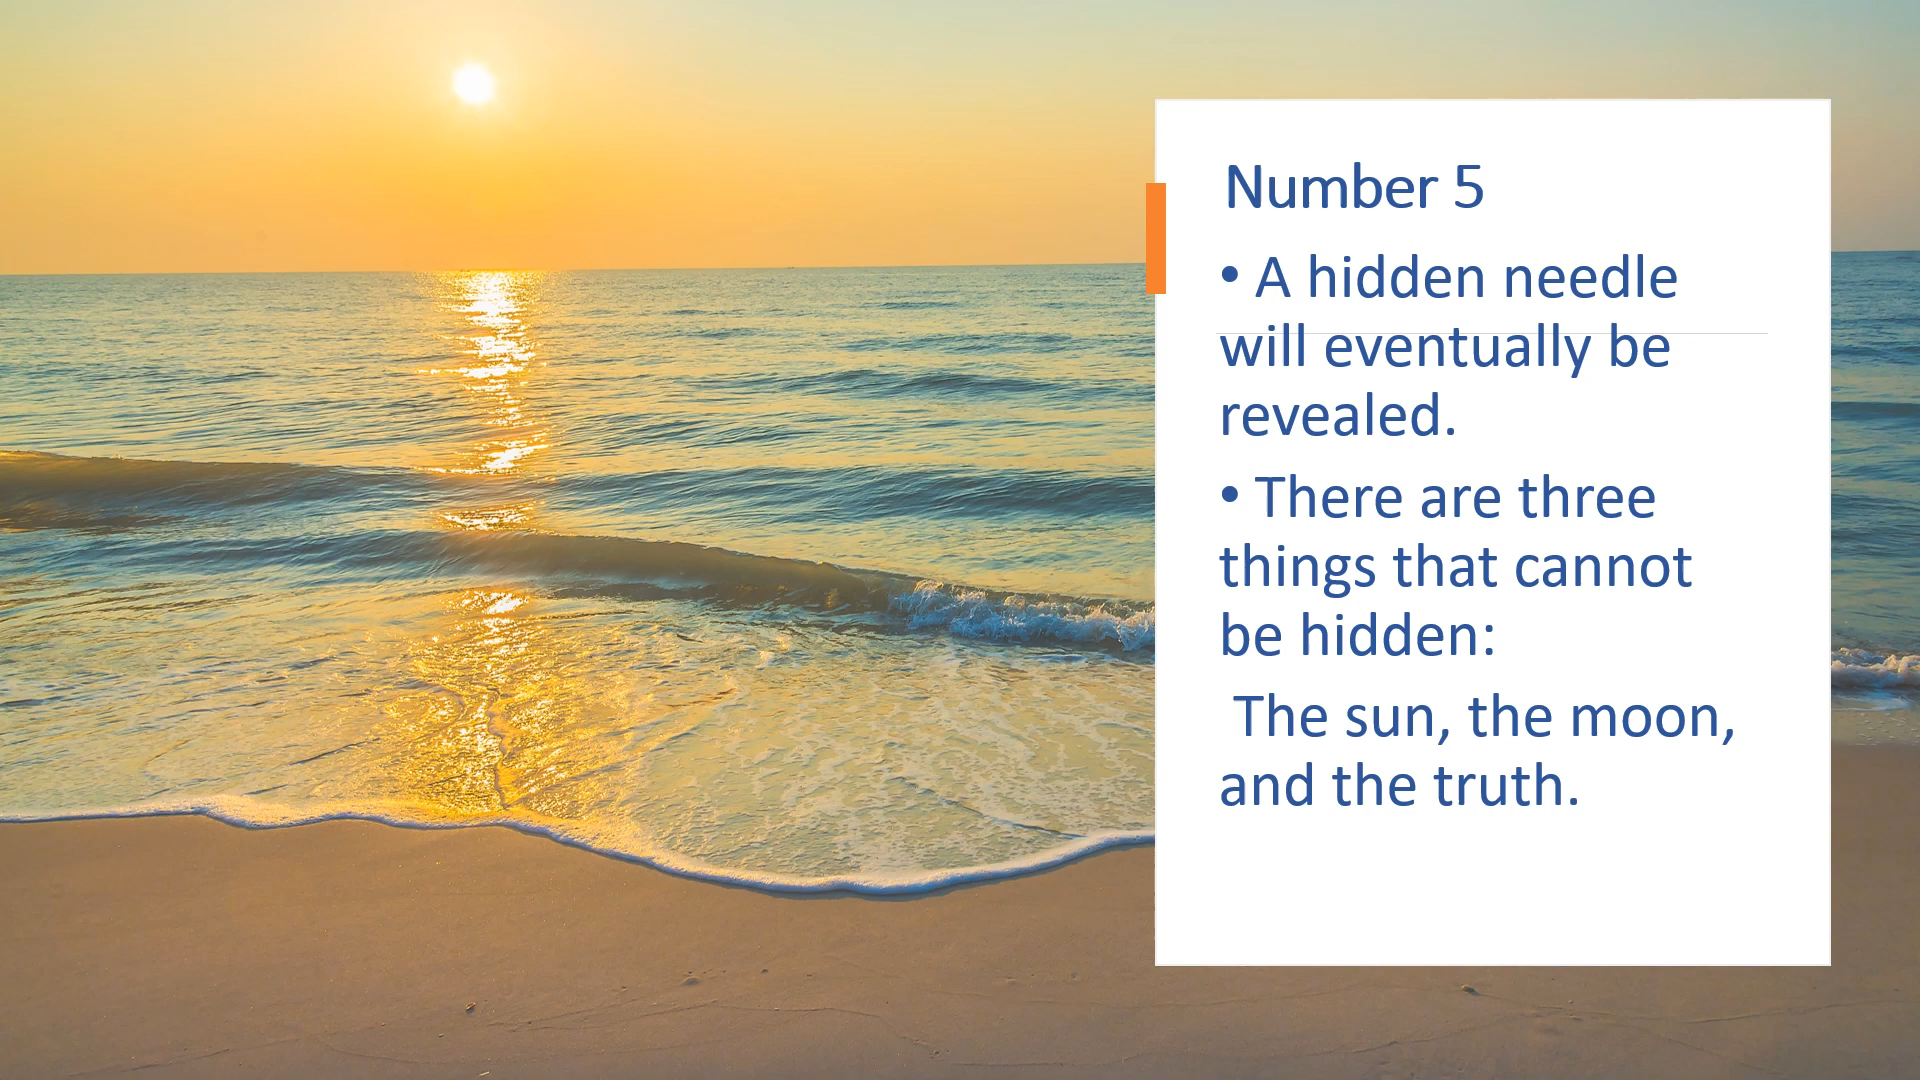 Number 5
• A hidden needle
will eventually be
revealed.
• There are three
things that cannot
be hidden:
The sun, the moon,
and the truth.